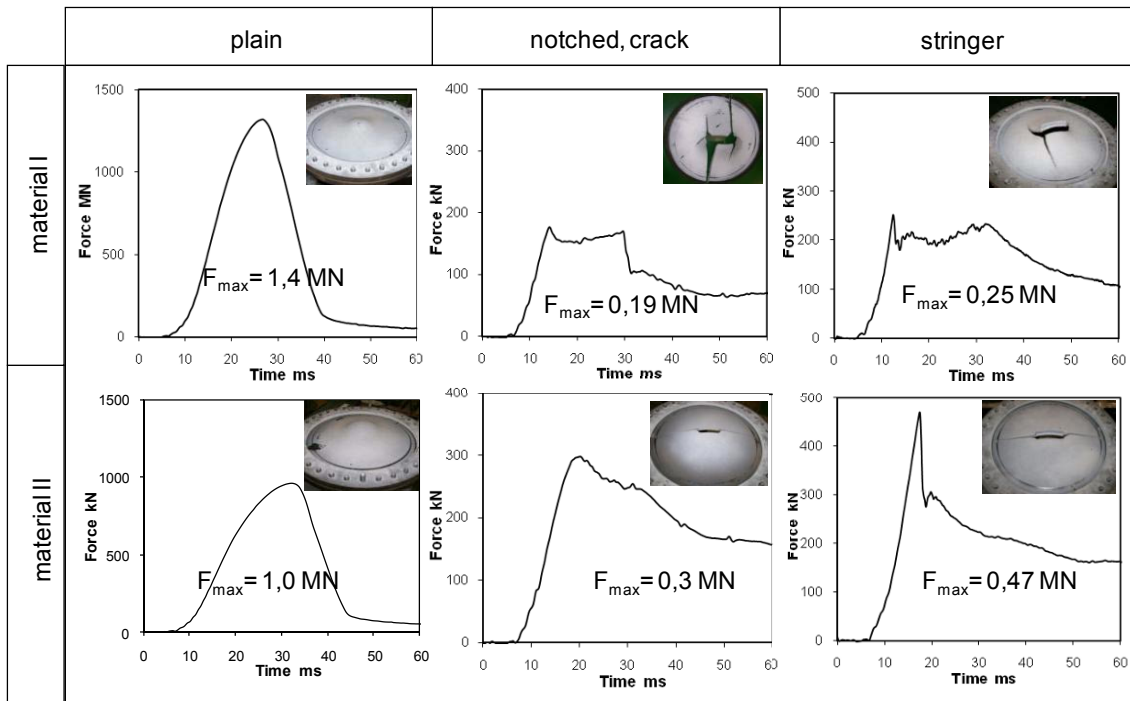 plain
notched, crack
stringer
material I
1500
1000
500
0
Force MN
F_max= 1,4 MN
0 10 20 30 40 50 60
Time ms
400
300
200
100
0
Force kN
F_max= 0,19 MN
0 10 20 30 40 50 60
Time ms
500
400
300
200
100
0
Force kN
F_max= 0,25 MN
0 10 20 30 40 50 60
Time ms
material II
1500
1000
500
0
Force kN
F_max= 1,0 MN
0 10 20 30 40 50 60
Time ms
400
300
200
100
0
Force kN
F_max= 0,3 MN
0 10 20 30 40 50 60
Time ms
500
400
300
200
100
0
Force kN
F_max= 0,47 MN
0 10 20 30 40 50 60
Time ms